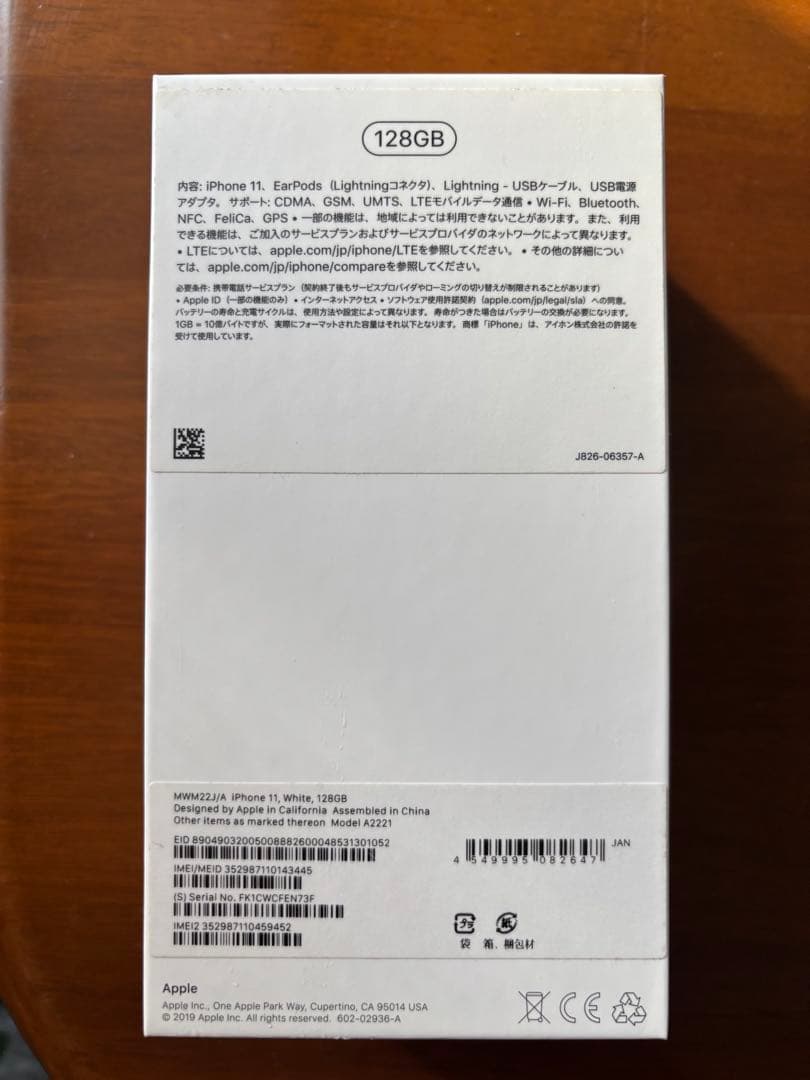 128GB
内容: iPhone 11、EarPods（Lightningコネクタ）、Lightning - USBケーブル、USB電源
アダプタ。 サポート: CDMA、GSM、UMTS、LTEモバイルデータ通信 • Wi-Fi、Bluetooth、
NFC、FeliCa、GPS • 一部の機能は、地域によっては利用できないことがあります。また、利用
できる機能は、ご加入のサービスプランおよびサービスプロバイダのネットワークによって異なります。
• LTEについては、apple.com/jp/iphone/LTEを参照してください。 • その他の詳細につい
ては、apple.com/jp/iphone/compareを参照してください。
必要条件: 携帯電話サービスプラン（契約終了後もサービスプロバイダやローミングの切り替えが制限されることがあります）
• Apple ID（一部の機能のみ）• インターネットアクセス • ソフトウェア使用許諾契約（apple.com/jp/legal/sla）への同意。
バッテリーの寿命と充電サイクルは、使用方法や設定によって異なります。 寿命がつきた場合はバッテリーの交換が必要になります。
1GB = 10億バイトですが、実際にフォーマットされた容量はそれ以下となります。 商標「iPhone」は、アイホン株式会社の許諾を
受けて使用しています。
J826-06357-A
MWM22J/A iPhone 11, White, 128GB
Designed by Apple in California Assembled in China
Other items as marked thereon Model A2221
EID 89049032005008882600048531301052
IMEI/MEID 352987110143445
(S) Serial No. FK1CWCFEN73F
IMEI2 352987110459452
JAN
4 549995 082647
プラ 紙
袋 箱、梱包材
Apple
Apple Inc., One Apple Park Way, Cupertino, CA 95014 USA
© 2019 Apple Inc. All rights reserved. 602-02936-A
CE